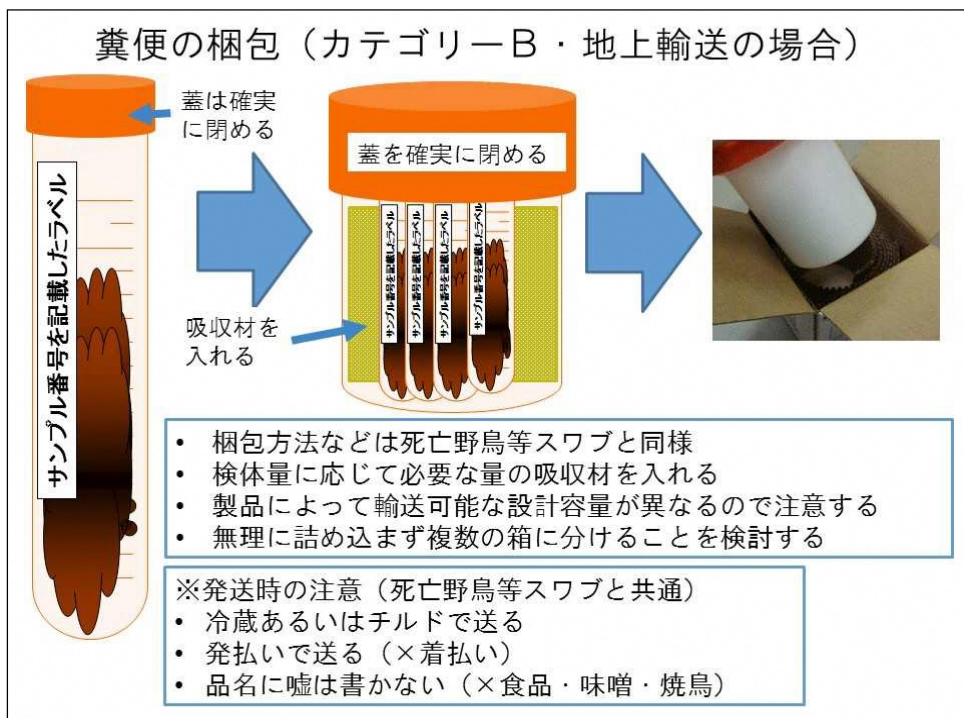 糞便の梱包（カテゴリーB・地上輸送の場合）
蓋は確実
に閉める
サンプル番号を記載したラベル
蓋を確実に閉める
サンプル番号を記載したラベル
サンプル番号を記載したラベル
サンプル番号を記載したラベル
サンプル番号を記載したラベル
吸収材を
入れる
• 梱包方法などは死亡野鳥等スワブと同様
• 検体量に応じて必要な量の吸収材を入れる
• 製品によって輸送可能な設計容量が異なるので注意する
• 無理に詰め込まず複数の箱に分けることを検討する
※発送時の注意（死亡野鳥等スワブと共通）
• 冷蔵あるいはチルドで送る
• 発払いで送る（×着払い）
• 品名に嘘は書かない（×食品・味噌・焼鳥）